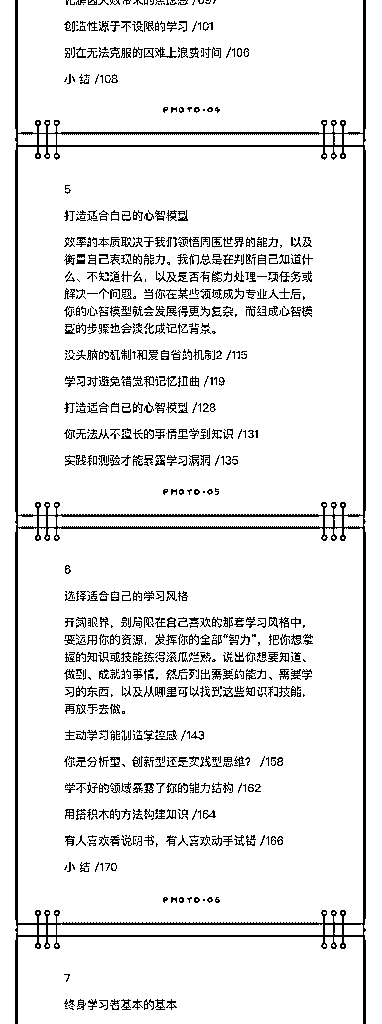 创造性源于不设限的学习 /101
别在无法克服的困难上浪费时间 /106
小 结 /108
PHOTO·04
5
打造适合自己的心智模型
效率的本质取决于我们领悟周围世界的能力，以及
衡量自己表现的能力。我们总是在判断自己知道什
么、不知道什么，以及是否有能力处理一项任务或
解决一个问题。当你在某些领域成为专业人士后，
你的心智模型就会发展得更为复杂，而组成心智模
型的步骤也会淡化成记忆背景。
没头脑的机制1和爱自省的机制2 /115
学习对避免错觉和记忆扭曲 /119
打造适合自己的心智模型 /128
你无法从不擅长的事情里学到知识 /131
实践和测验才能暴露学习漏洞 /135
PHOTO·05
6
选择适合自己的学习风格
开阔眼界，别局限在自己喜欢的那套学习风格中，
要运用你的资源，发挥你的全部“智力”，把你想掌
握的知识或技能练得滚瓜烂熟。说出你想要知道、
做到、成就的事情，然后列出需要的能力、需要学
习的东西，以及从哪里可以找到这些知识和技能，
再放手去做。
主动学习能制造掌控感 /143
你是分析型、创新型还是实践型思维？ /158
学不好的领域暴露了你的能力结构 /162
用搭积木的方法构建知识 /164
有人喜欢看说明书，有人喜欢动手试错 /166
小 结 /170
PHOTO·06
7
终身学习者基本的基本